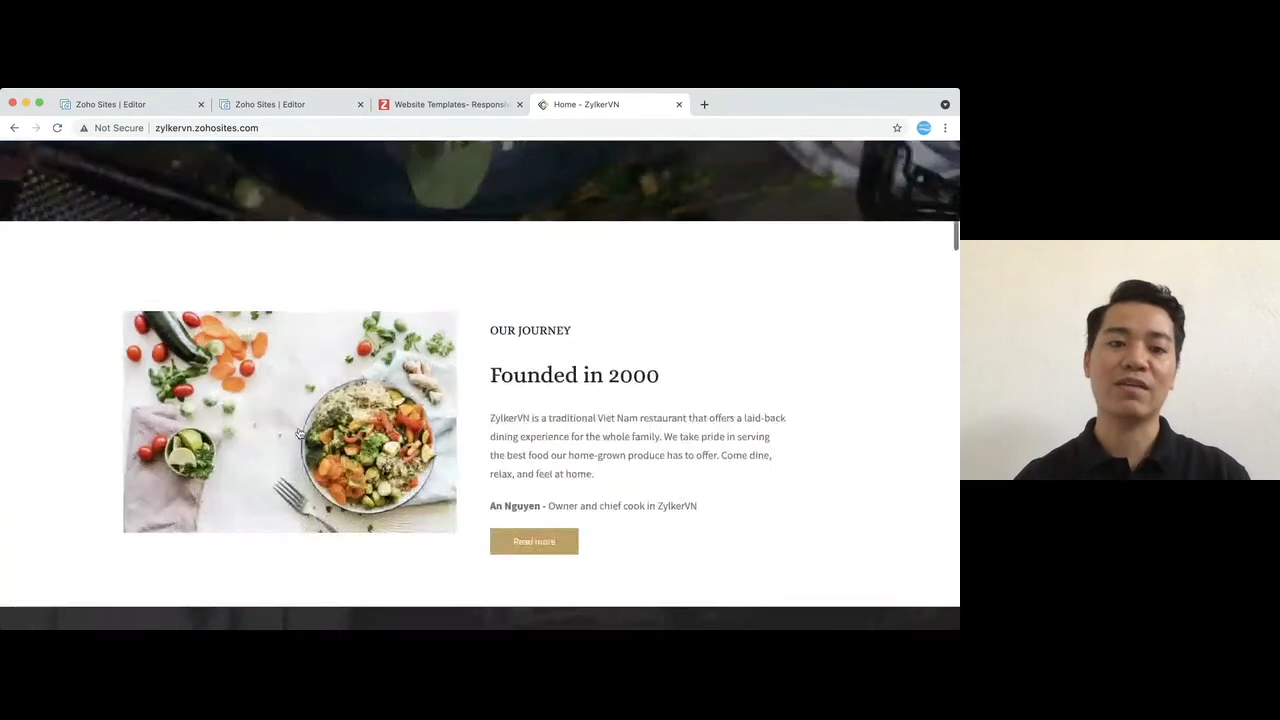 Zoho Sites | Editor
Zoho Sites | Editor
Website Templates- Responsi
Home - ZylkerVN
Not Secure
zylkervn.zohosites.com
OUR JOURNEY
Founded in 2000
ZylkerVN is a traditional Viet Nam restaurant that offers a laid-back
dining experience for the whole family. We take pride in serving
the best food our home-grown produce has to offer. Come dine,
relax, and feel at home.
An Nguyen - Owner and chief cook in ZylkerVN
Read more